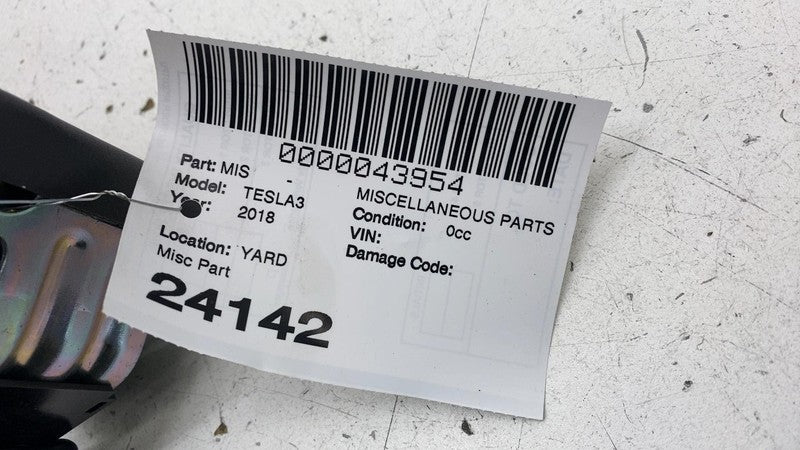 0000043954
Part: MIS - MISCELLANEOUS PARTS
Model: TESLA3 Condition: 0cc
Year: 2018 VIN:
Location: YARD Damage Code:
Misc Part
24142